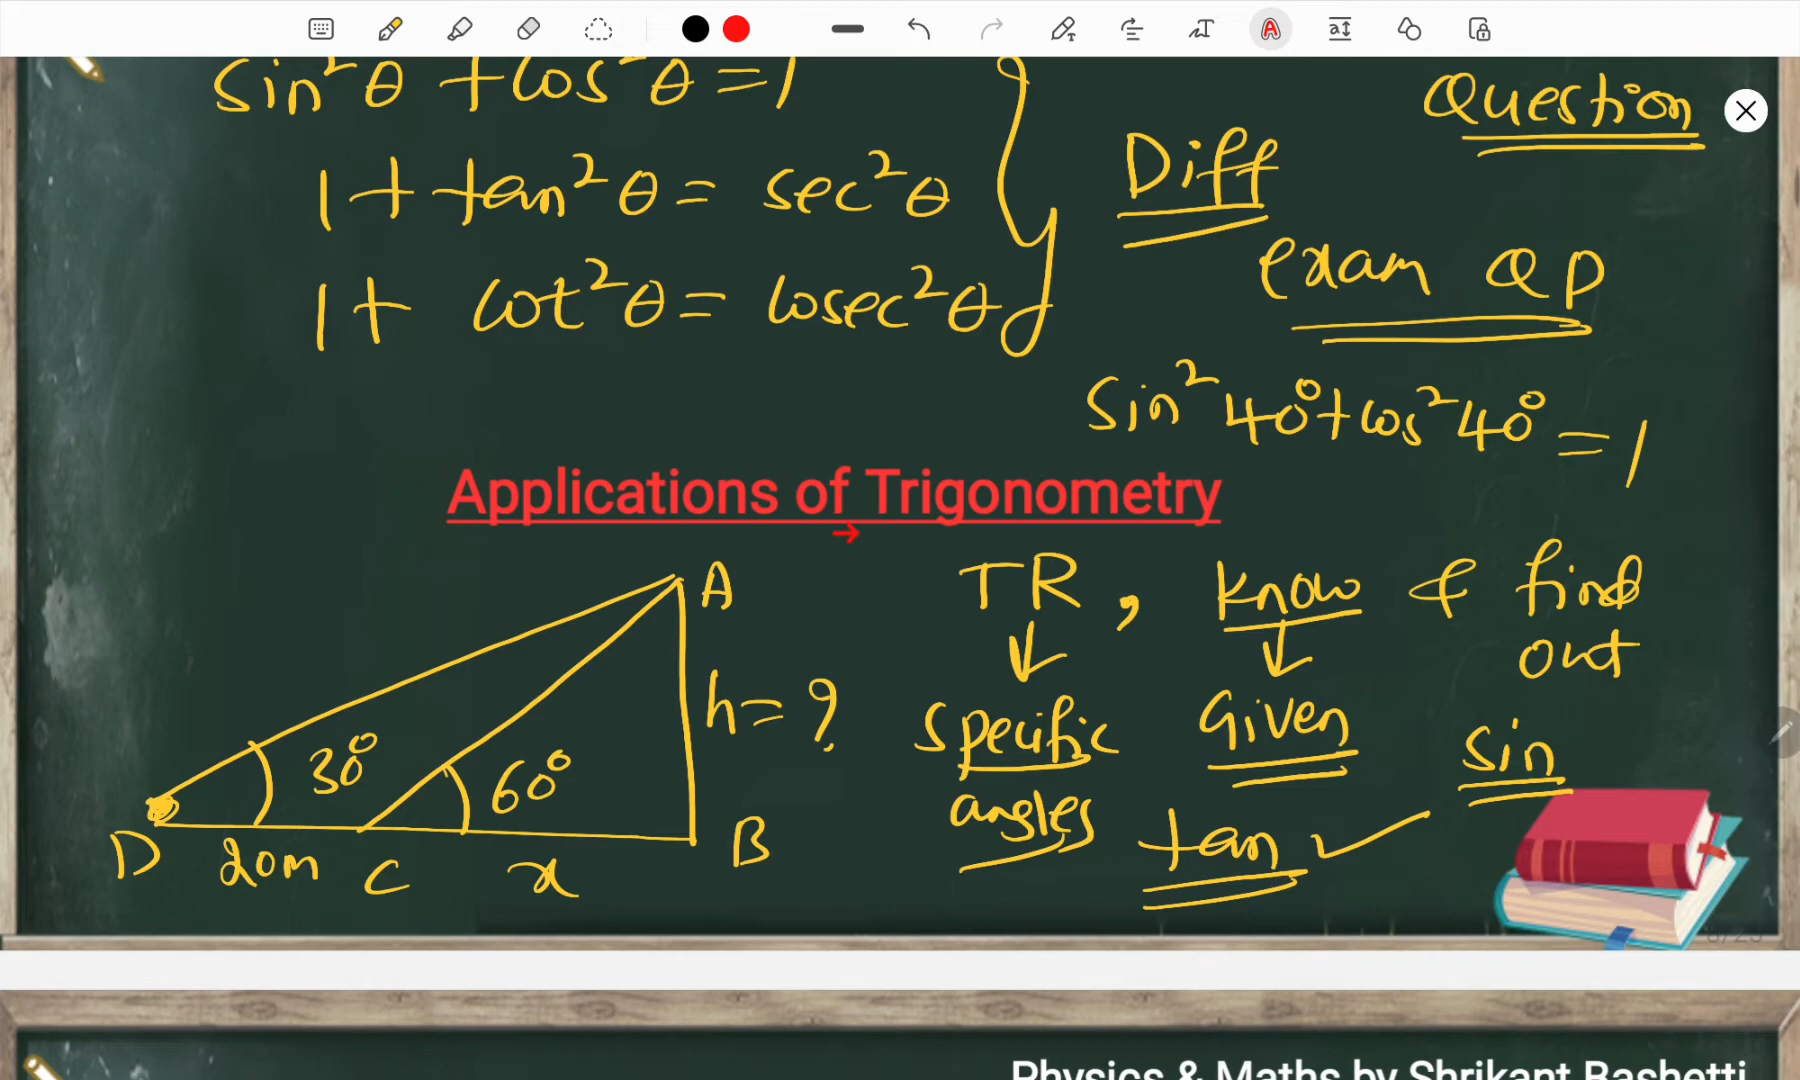 sin²θ + cos²θ = 1
Question
1 + tan²θ = sec²θ
Diff
1 + cot²θ = cosec²θ
exam QP
sin²40° + cos²40° = 1
Applications of Trigonometry
A
TR, know & find out
h = ?
specific angles
Given
sin
30°
60°
tan ✓
D
20m
C
x
B
Physics & Maths by Shrikant Bashetti